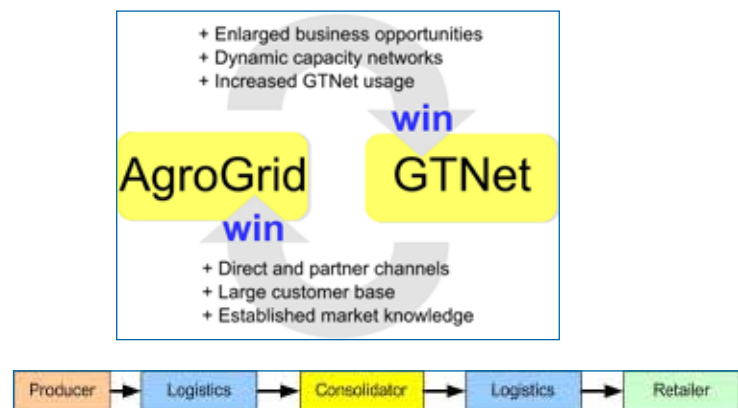 + Enlarged business opportunities
+ Dynamic capacity networks
+ Increased GTNet usage
win
AgroGrid GTNet
win
+ Direct and partner channels
+ Large customer base
+ Established market knowledge
Producer Logistics Consolidator Logistics Retailer